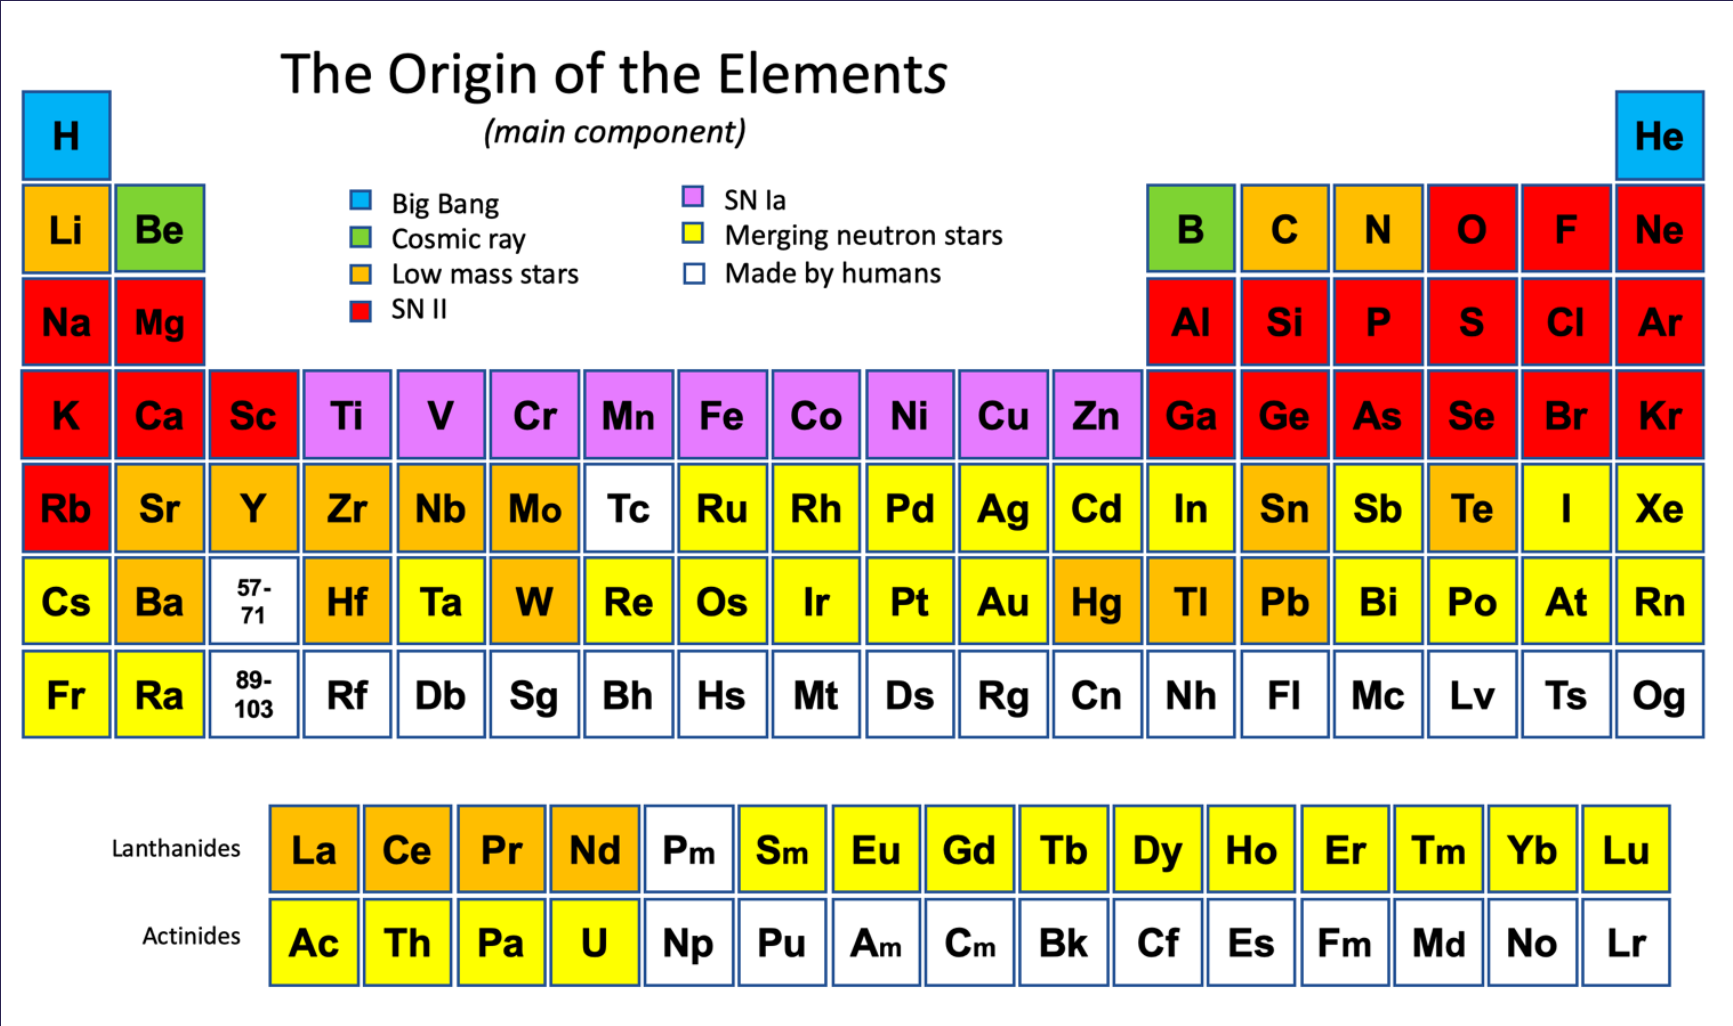 The Origin of the Elements
(main component)
H He
Big Bang SN Ia
Cosmic ray Merging neutron stars
Low mass stars Made by humans
SN II
Li Be B C N O F Ne
Na Mg Al Si P S Cl Ar
K Ca Sc Ti V Cr Mn Fe Co Ni Cu Zn Ga Ge As Se Br Kr
Rb Sr Y Zr Nb Mo Tc Ru Rh Pd Ag Cd In Sn Sb Te I Xe
Cs Ba 57-71 Hf Ta W Re Os Ir Pt Au Hg Tl Pb Bi Po At Rn
Fr Ra 89-103 Rf Db Sg Bh Hs Mt Ds Rg Cn Nh Fl Mc Lv Ts Og
Lanthanides La Ce Pr Nd Pm Sm Eu Gd Tb Dy Ho Er Tm Yb Lu
Actinides Ac Th Pa U Np Pu Am Cm Bk Cf Es Fm Md No Lr